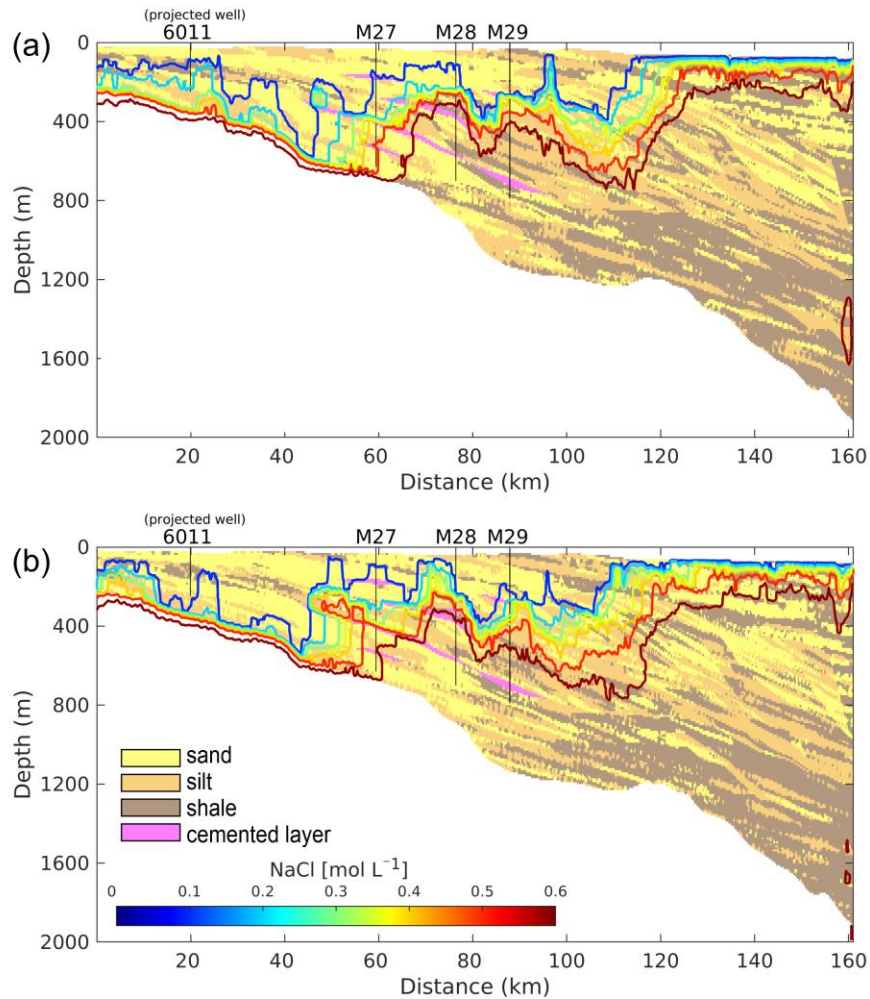 (a)
(projected well)
6011 M27 M28 M29
0
400
800
1200
1600
2000
Depth (m)
20 40 60 80 100 120 140 160
Distance (km)
(b)
(projected well)
6011 M27 M28 M29
0
400
800
1200
1600
2000
Depth (m)
sand
silt
shale
cemented layer
NaCl [mol L⁻¹]
0 0.1 0.2 0.3 0.4 0.5 0.6
20 40 60 80 100 120 140 160
Distance (km)